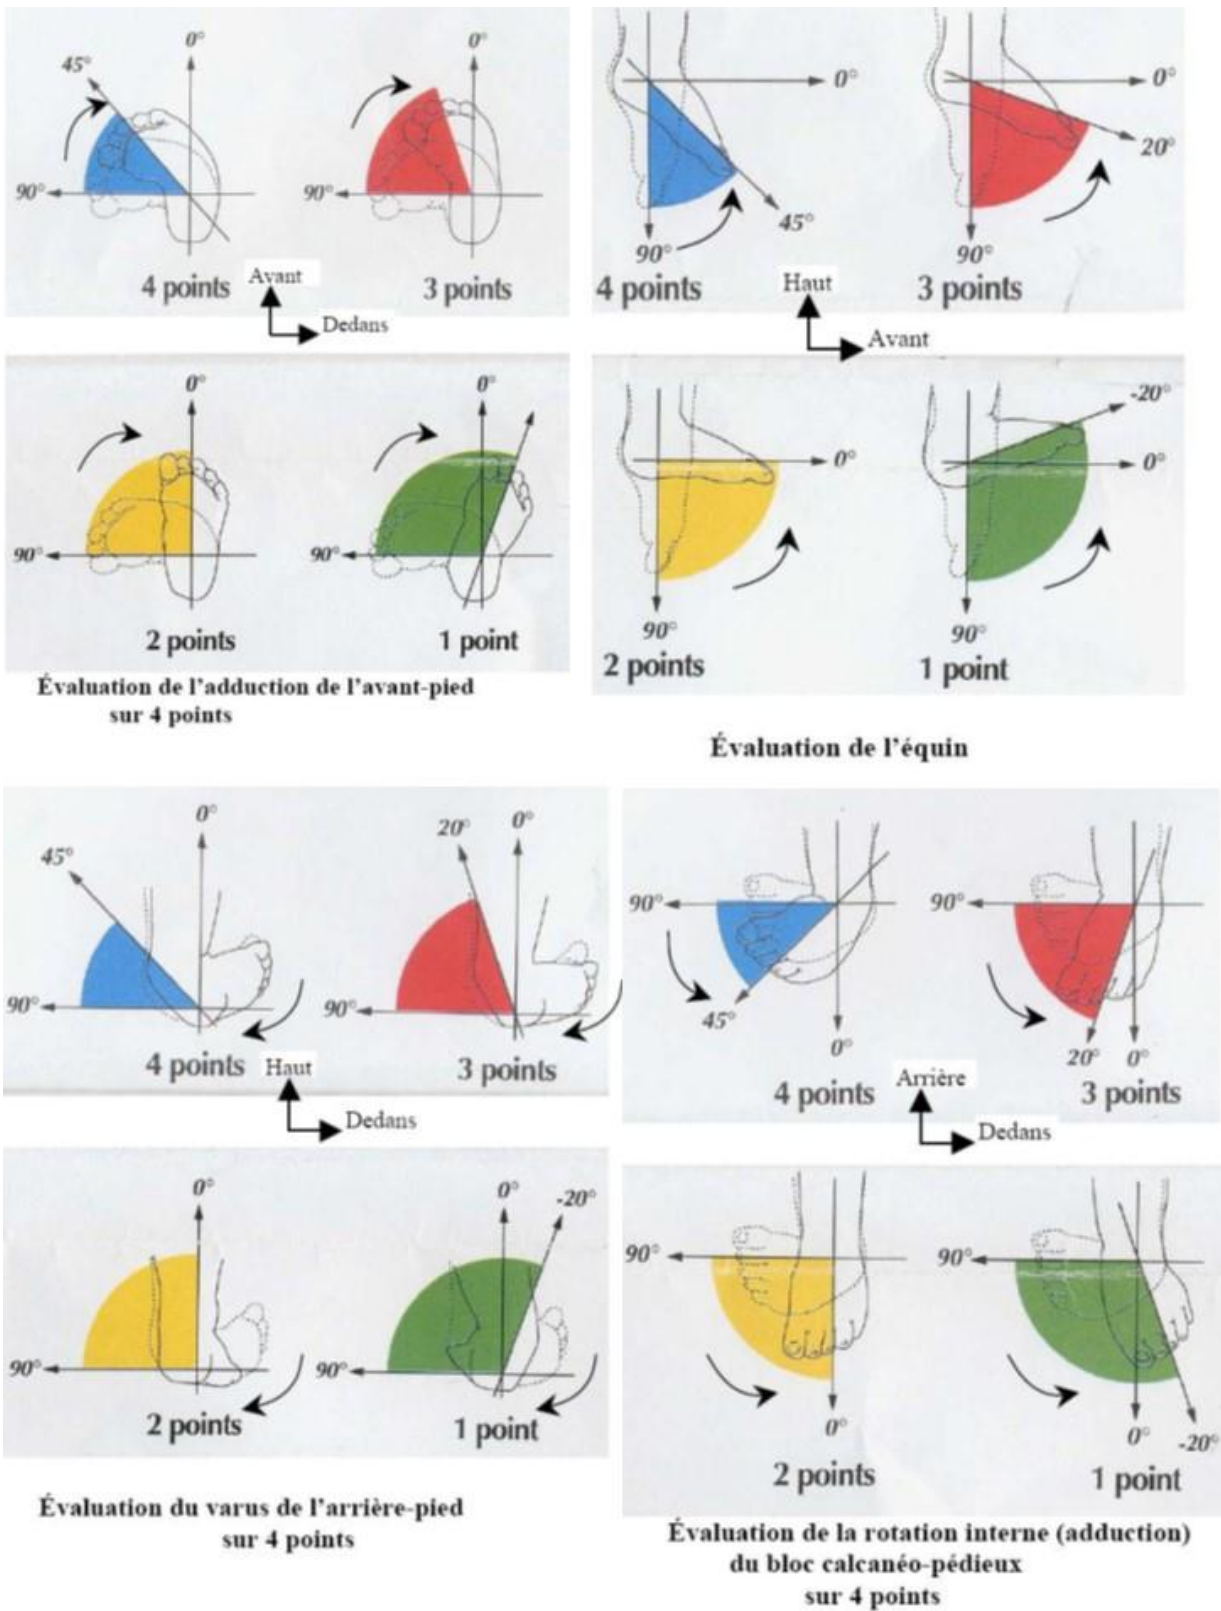 0°
45°
90°
4 points
0°
90°
3 points
Avant
Dedans
0°
90°
2 points
0°
90°
1 point
Évaluation de l'adduction de l'avant-pied
sur 4 points
0°
45°
90°
4 points
0°
20°
90°
3 points
Haut
Avant
0°
90°
2 points
-20°
0°
90°
1 point
Évaluation de l'équin
0°
45°
90°
4 points
20°
0°
90°
3 points
Haut
Dedans
0°
90°
2 points
0°
-20°
90°
1 point
Évaluation du varus de l'arrière-pied
sur 4 points
90°
45°
0°
4 points
90°
20°
0°
3 points
Arrière
Dedans
90°
0°
2 points
90°
0°
-20°
1 point
Évaluation de la rotation interne (adduction)
du bloc calcanéo-pédieux
sur 4 points